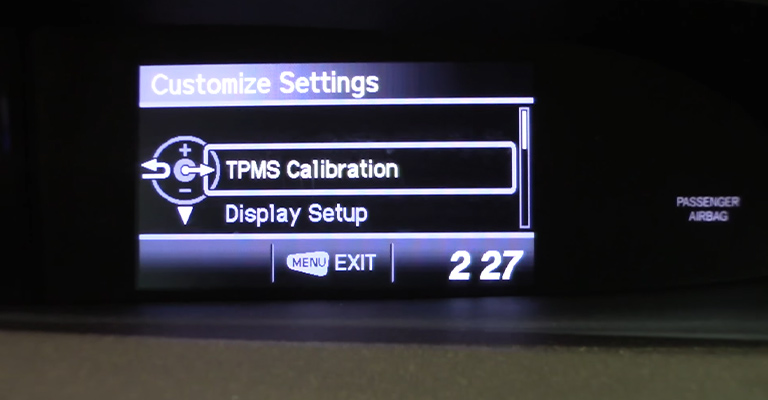 Customize Settings
+
TPMS Calibration
−
Display Setup
MENU EXIT
2 27
PASSENGER
AIRBAG